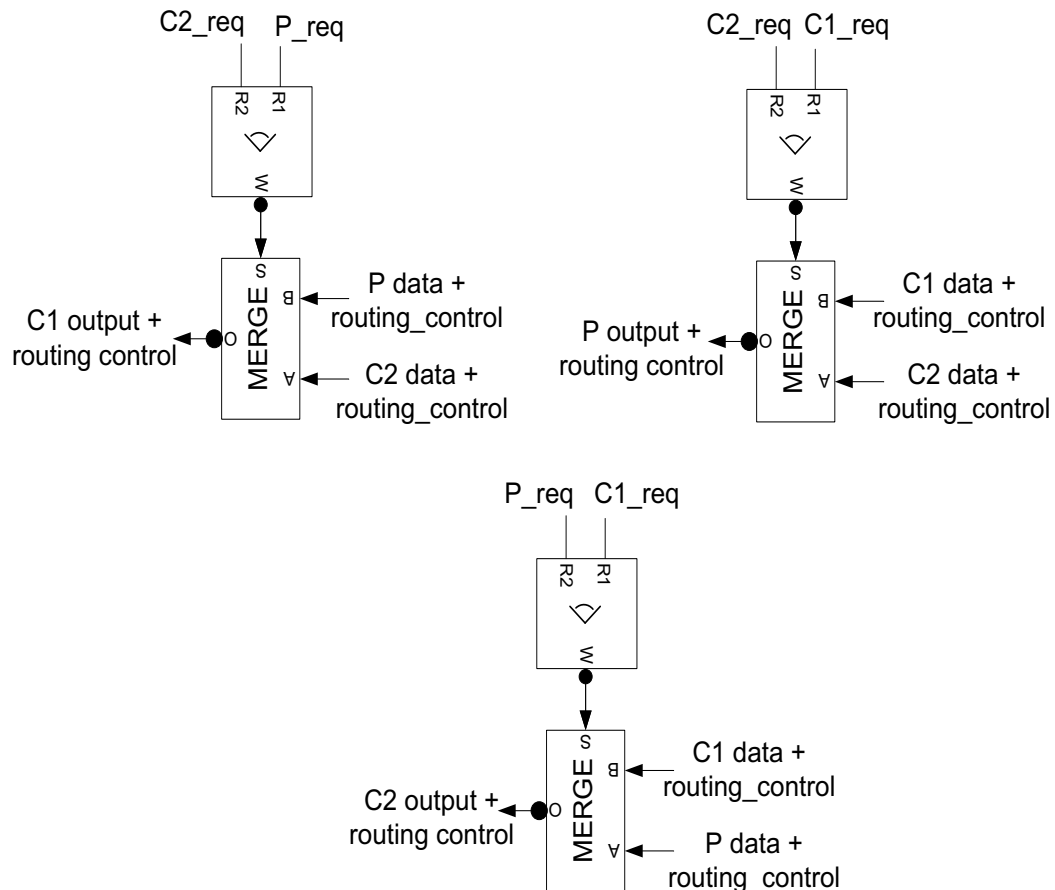 C2_req P_req
R2 R1
W
S
MERGE
B
P data +
routing_control
C1 output +
routing control
O
A
C2 data +
routing_control
C2_req C1_req
R2 R1
W
S
MERGE
B
C1 data +
routing_control
P output +
routing control
O
A
C2 data +
routing_control
P_req C1_req
R2 R1
W
S
MERGE
B
C1 data +
routing_control
C2 output +
routing control
O
A
P data +
routing_control